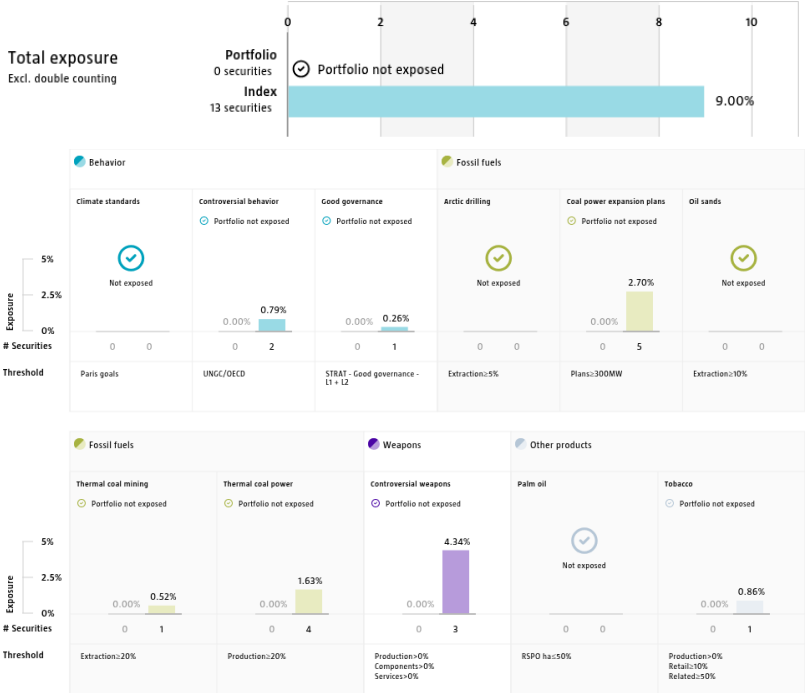 0 2 4 6 8 10
Total exposure
Excl. double counting
Portfolio
0 securities
Portfolio not exposed
Index
13 securities
9.00%
Behavior
Fossil fuels
Climate standards
Controversial behavior
Good governance
Arctic drilling
Coal power expansion plans
Oil sands
Portfolio not exposed
Portfolio not exposed
Portfolio not exposed
Not exposed
Not exposed
Not exposed
Exposure
5%
2.5%
0%
0.00% 0.79%
0.00% 0.26%
0.00% 2.70%
# Securities
0 0
0 2
0 1
0 0
0 5
0 0
Threshold
Paris goals
UNGC/OECD
STRAT - Good governance -
L1 + L2
Extraction≥5%
Plans≥300MW
Extraction≥10%
Fossil fuels
Weapons
Other products
Thermal coal mining
Thermal coal power
Controversial weapons
Palm oil
Tobacco
Portfolio not exposed
Portfolio not exposed
Portfolio not exposed
Portfolio not exposed
Not exposed
Exposure
5%
2.5%
0%
0.00% 0.52%
0.00% 1.63%
0.00% 4.34%
0.00% 0.86%
# Securities
0 1
0 4
0 3
0 0
0 1
Threshold
Extraction≥20%
Production≥20%
Production>0%
Components>0%
Services>0%
RSPO ha≤50%
Production>0%
Retail≥10%
Related≥50%